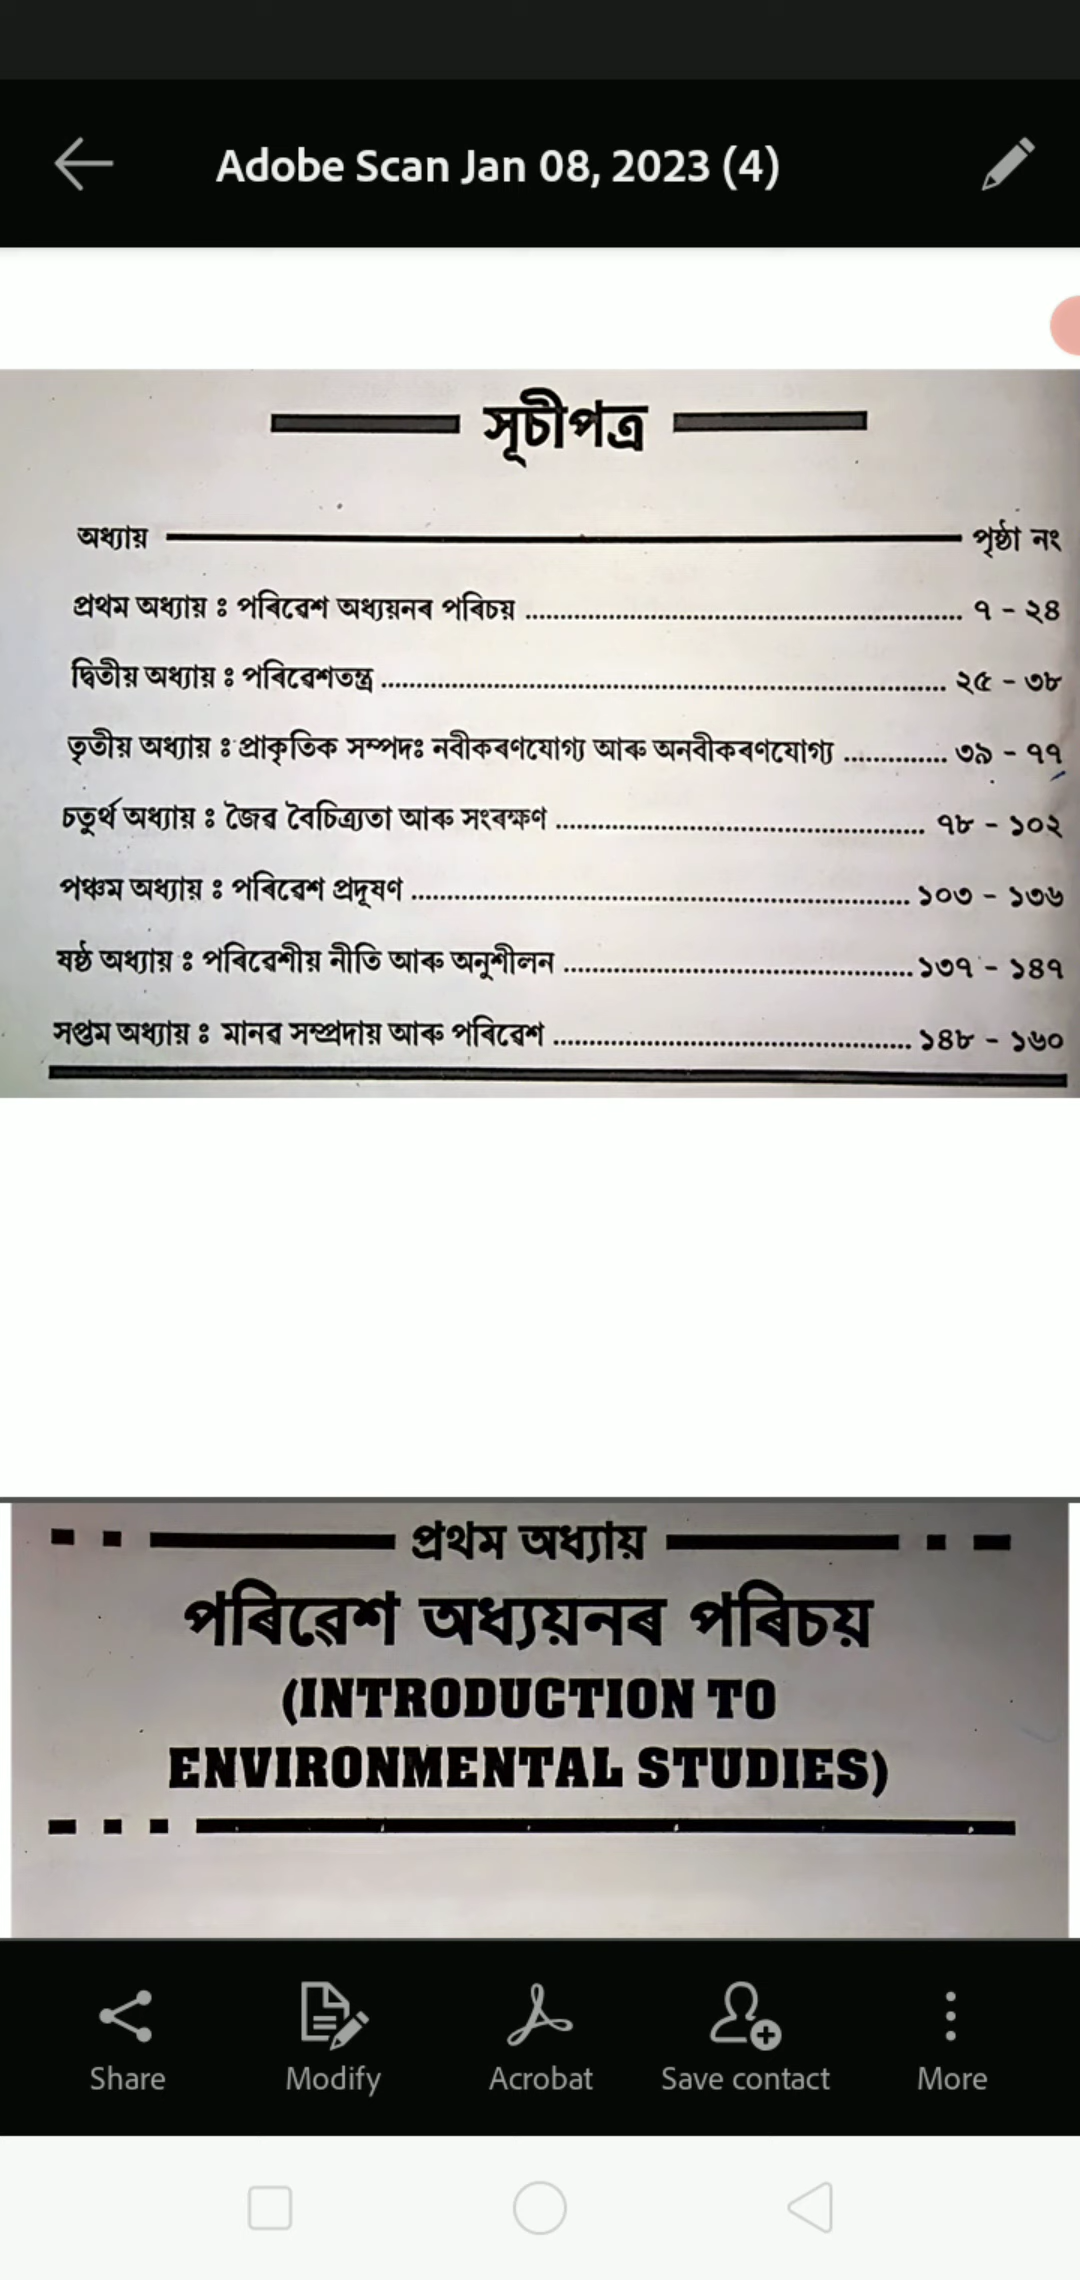 Adobe Scan Jan 08, 2023 (4)
সূচীপত্ৰ
অধ্যায় পৃষ্ঠা নং
প্ৰথম অধ্যায় ঃ পৰিৱেশ অধ্যয়নৰ পৰিচয় ........ ৭ - ২৪
দ্বিতীয় অধ্যায় ঃ পৰিৱেশতন্ত্ৰ ........ ২৫ - ৩৮
তৃতীয় অধ্যায় ঃ প্ৰাকৃতিক সম্পদঃ নবীকৰণযোগ্য আৰু অনবীকৰণযোগ্য ........ ৩৯ - ৭৭
চতুৰ্থ অধ্যায় ঃ জৈৱ বৈচিত্ৰ্যতা আৰু সংৰক্ষণ ........ ৭৮ - ১০২
পঞ্চম অধ্যায় ঃ পৰিৱেশ প্ৰদূষণ ........ ১০৩ - ১৩৬
ষষ্ঠ অধ্যায় ঃ পৰিৱেশীয় নীতি আৰু অনুশীলন ........ ১৩৭ - ১৪৭
সপ্তম অধ্যায় ঃ মানৱ সম্প্ৰদায় আৰু পৰিৱেশ ........ ১৪৮ - ১৬০
প্ৰথম অধ্যায়
পৰিৱেশ অধ্যয়নৰ পৰিচয়
(INTRODUCTION TO
ENVIRONMENTAL STUDIES)
Share Modify Acrobat Save contact More